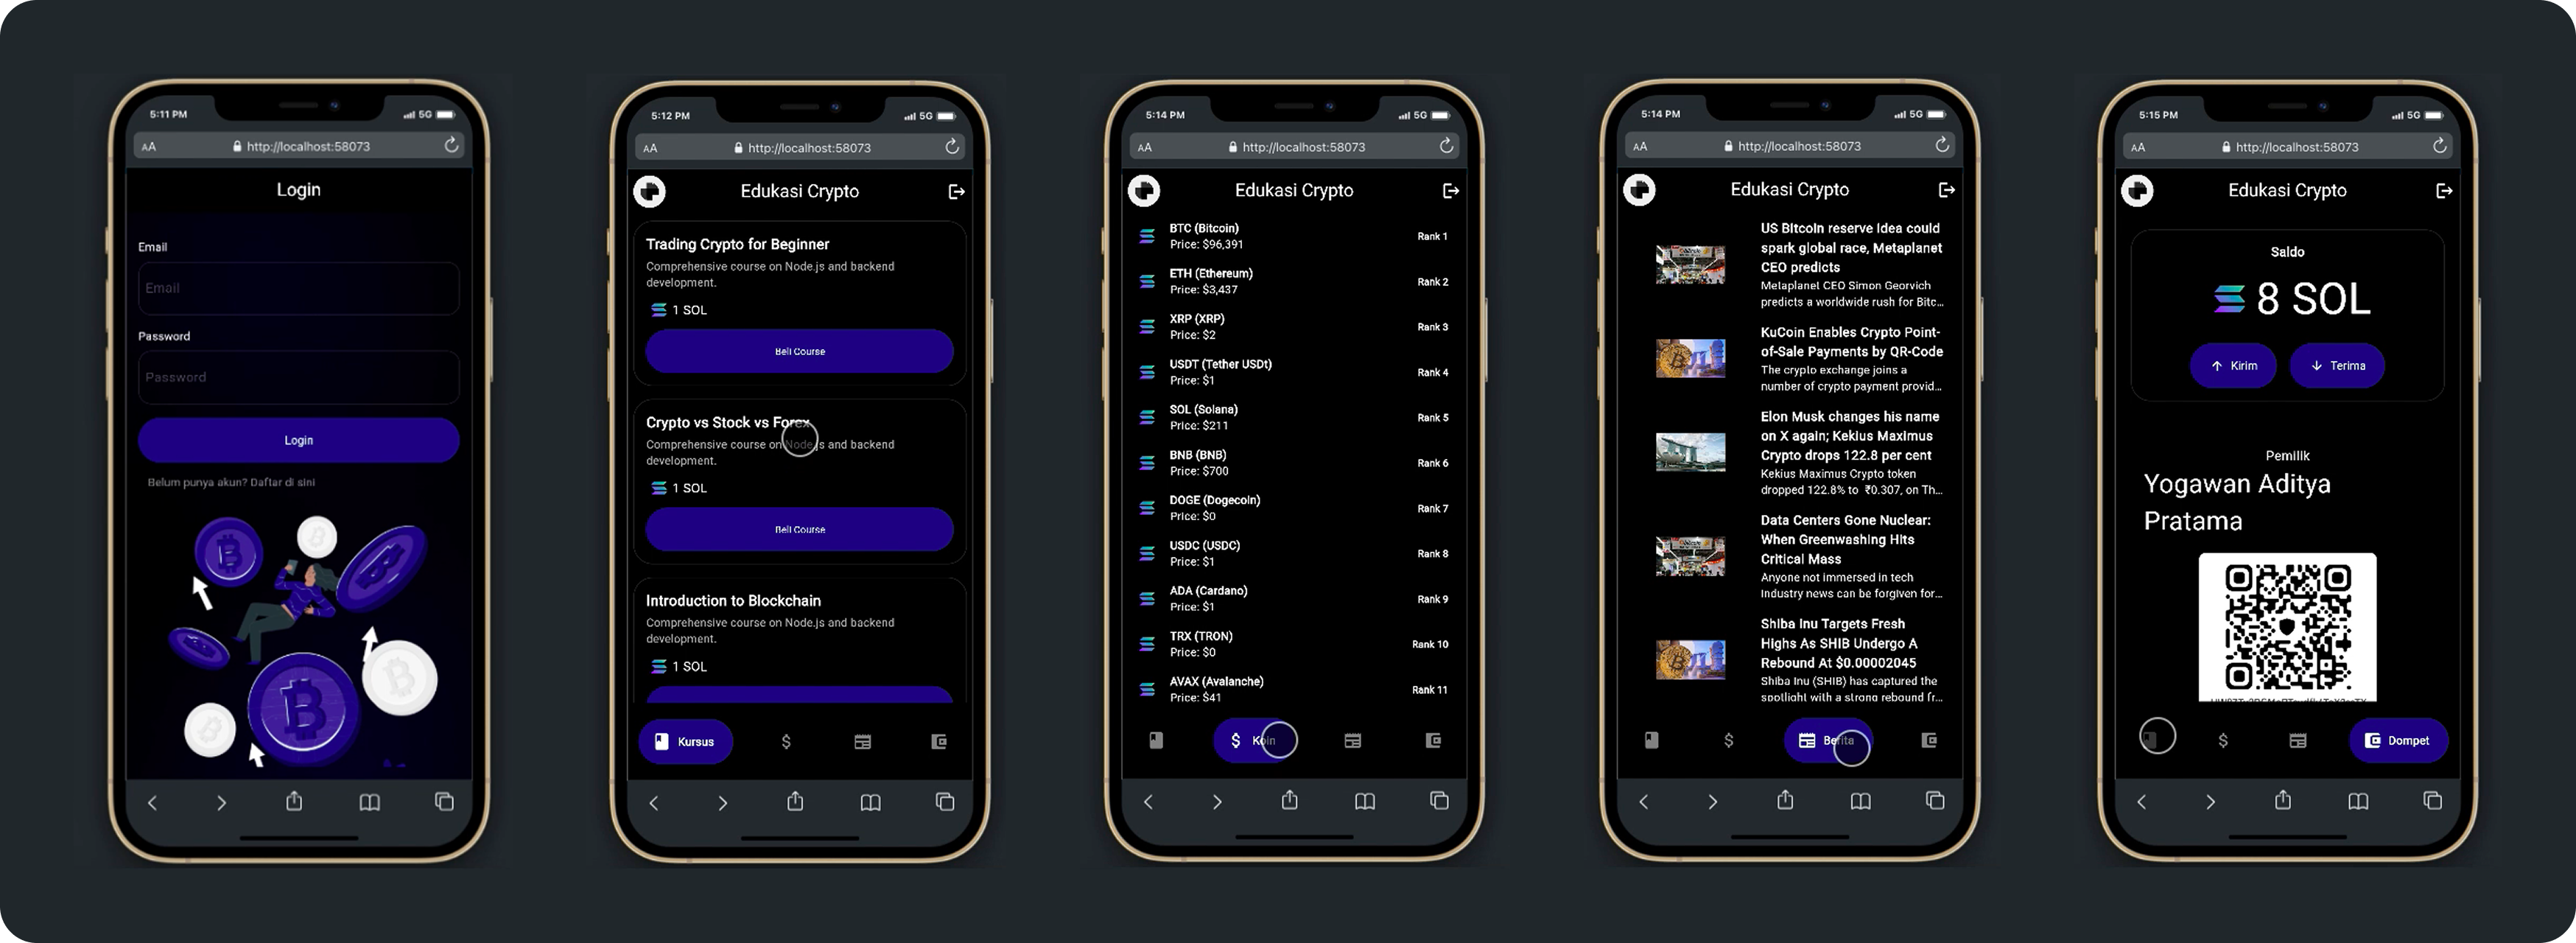 5:11 PM
5G
AA
http://localhost:58073
Login
Email
Email
Password
Password
Login
Belum punya akun? Daftar di sini
5:12 PM
5G
AA
http://localhost:58073
Edukasi Crypto
Trading Crypto for Beginner
Comprehensive course on Node.js and backend
development.
1 SOL
Beli Course
Crypto vs Stock vs Forex
Comprehensive course on Node.js and backend
development.
1 SOL
Beli Course
Introduction to Blockchain
Comprehensive course on Node.js and backend
development.
1 SOL
Kursus
$
5:14 PM
5G
AA
http://localhost:58073
Edukasi Crypto
BTC (Bitcoin)
Price: $96,391
Rank 1
ETH (Ethereum)
Price: $3,437
Rank 2
XRP (XRP)
Price: $2
Rank 3
USDT (Tether USDt)
Price: $1
Rank 4
SOL (Solana)
Price: $211
Rank 5
BNB (BNB)
Price: $700
Rank 6
DOGE (Dogecoin)
Price: $0
Rank 7
USDC (USDC)
Price: $1
Rank 8
ADA (Cardano)
Price: $1
Rank 9
TRX (TRON)
Price: $0
Rank 10
AVAX (Avalanche)
Price: $41
Rank 11
$ Koin
5:14 PM
5G
AA
http://localhost:58073
Edukasi Crypto
US Bitcoin reserve idea could
spark global race, Metaplanet
CEO predicts
Metaplanet CEO Simon Gerovich
predicts a worldwide rush for Bitc...
KuCoin Enables Crypto Point-
of-Sale Payments by QR-Code
The crypto exchange joins a
number of crypto payment provid...
Elon Musk changes his name
on X again; Kekius Maximus
Crypto drops 122.8 per cent
Kekius Maximus Crypto token
dropped 122.8% to ₹0.307, on Th...
Data Centers Gone Nuclear:
When Greenwashing Hits
Critical Mass
Anyone not immersed in tech
industry news can be forgiven for...
Shiba Inu Targets Fresh
Highs As SHIB Undergo A
Rebound At $0.00002045
Shiba Inu (SHIB) has captured the
spotlight with a strong rebound fr...
$
Berita
5:15 PM
5G
AA
http://localhost:58073
Edukasi Crypto
Saldo
8 SOL
Kirim
Terima
Pemilik
Yogawan Aditya
Pratama
$
Dompet